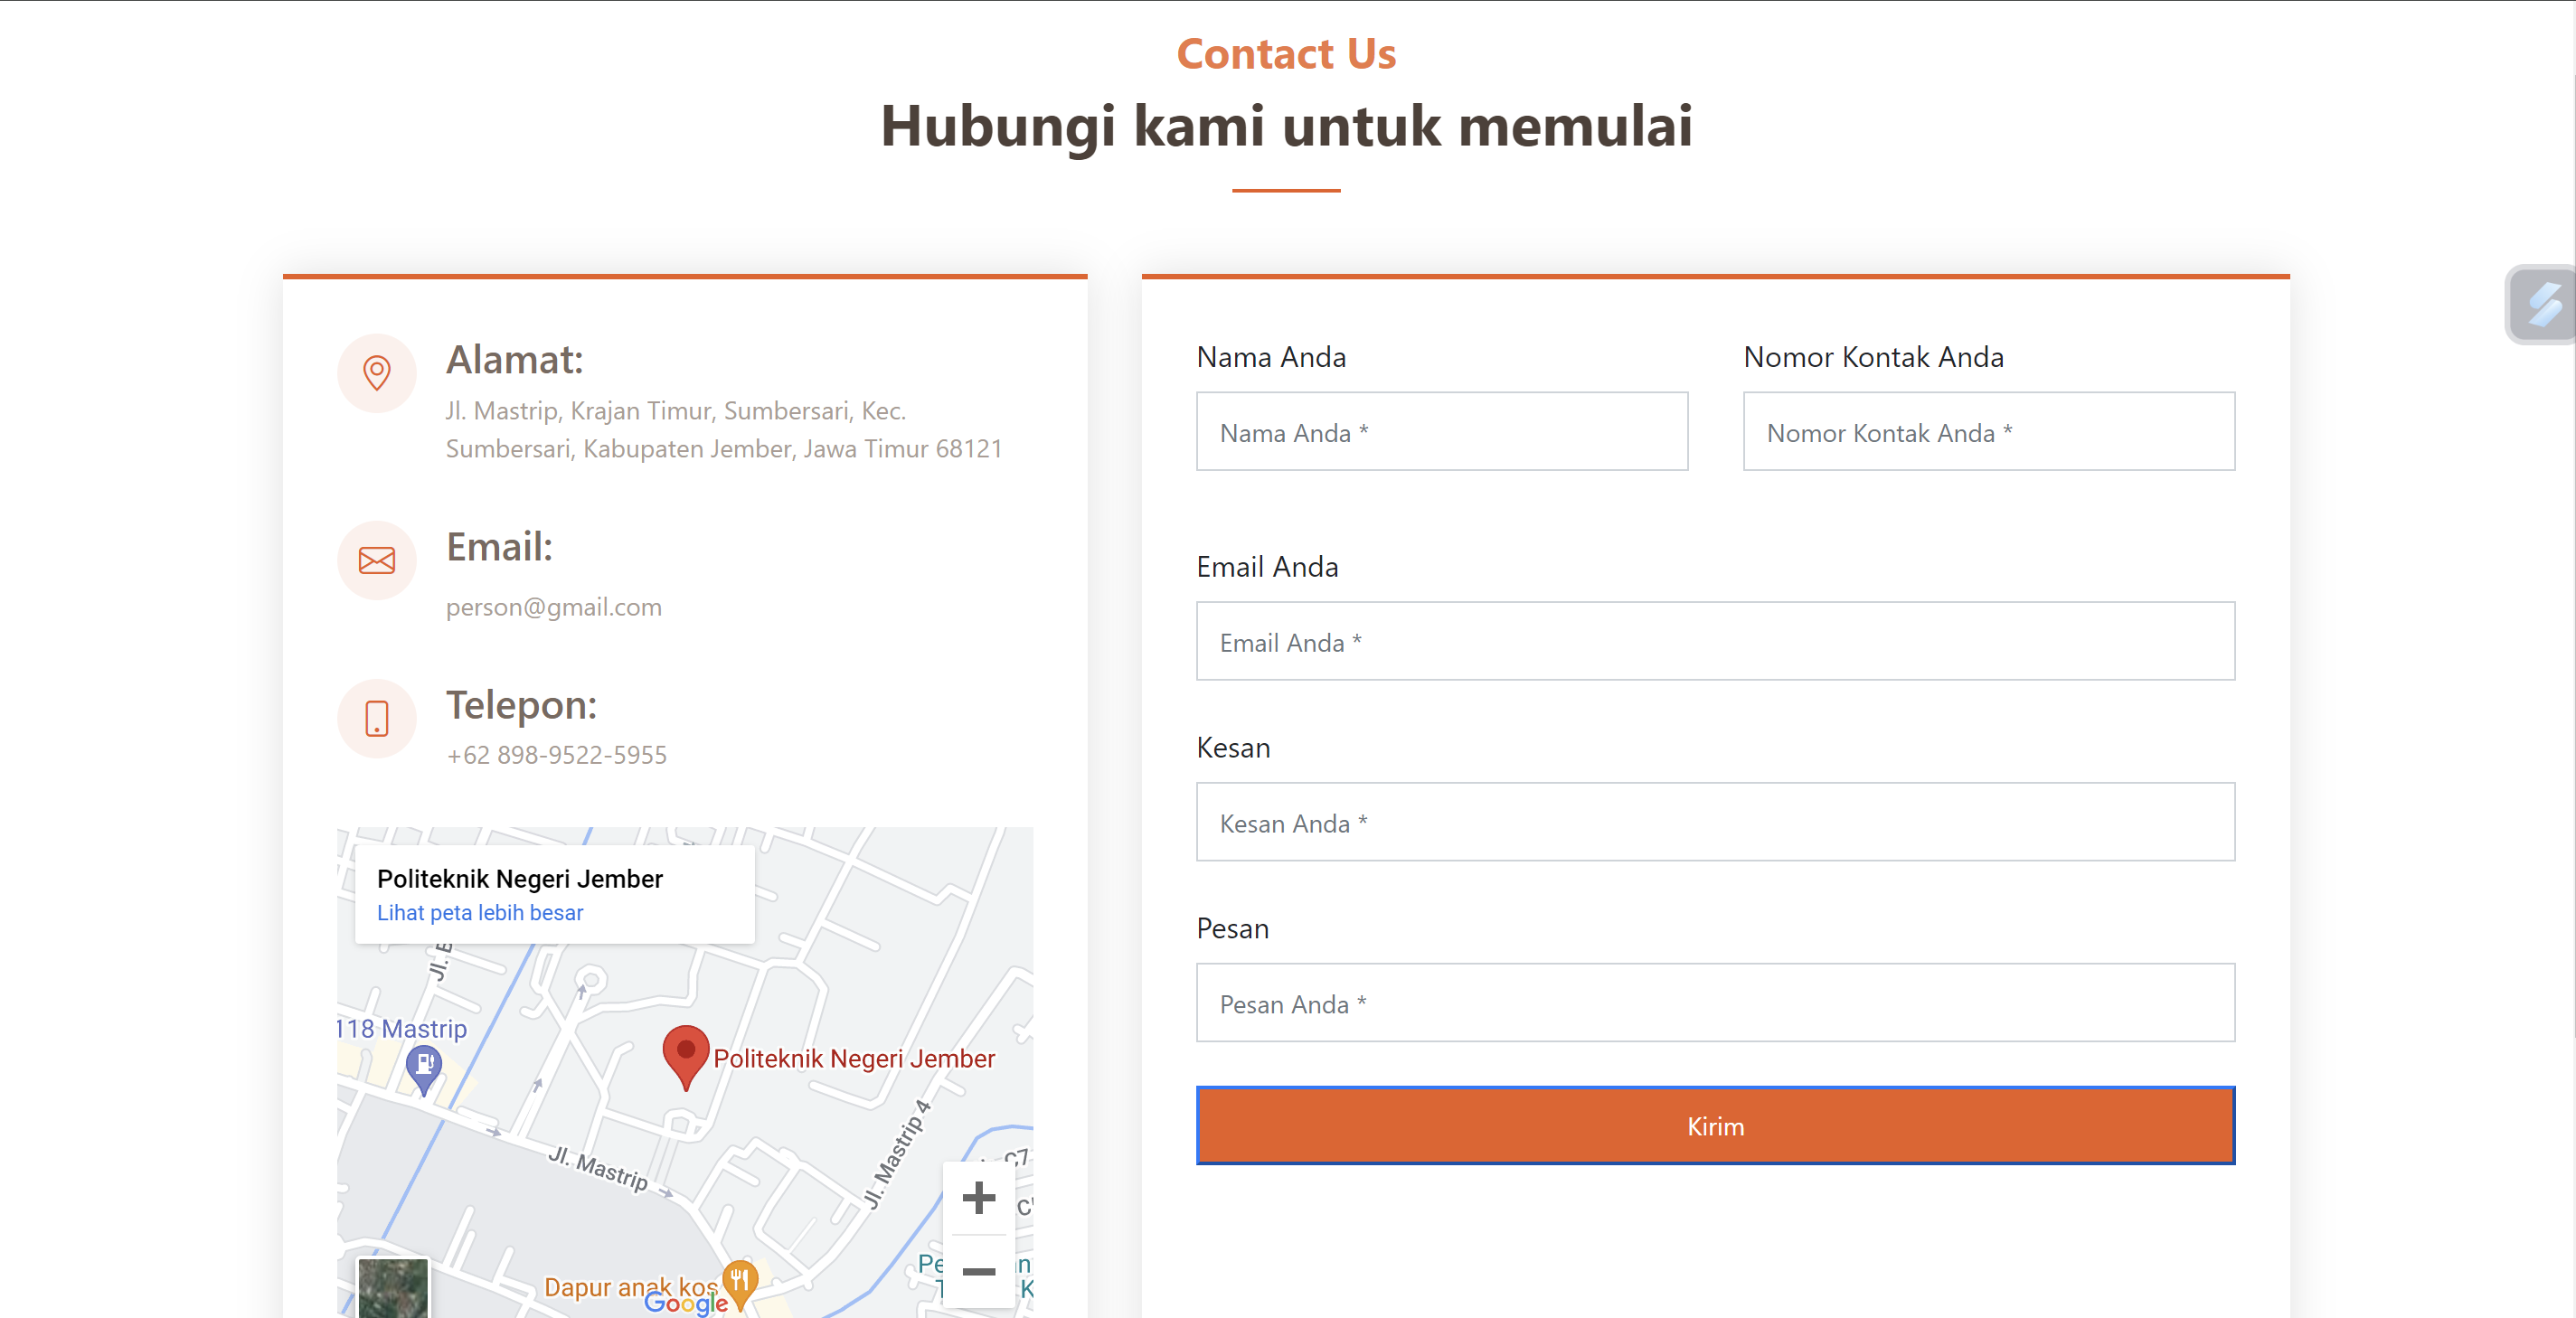 Contact Us
Hubungi kami untuk memulai
Alamat:
Jl. Mastrip, Krajan Timur, Sumbersari, Kec.
Sumbersari, Kabupaten Jember, Jawa Timur 68121
Email:
person@gmail.com
Telepon:
+62 898-9522-5955
Politeknik Negeri Jember
Lihat peta lebih besar
118 Mastrip
Politeknik Negeri Jember
Jl. Mastrip
Jl. Mastrip 4
Dapur anak kos
Google
Nama Anda
Nama Anda *
Nomor Kontak Anda
Nomor Kontak Anda *
Email Anda
Email Anda *
Kesan
Kesan Anda *
Pesan
Pesan Anda *
Kirim